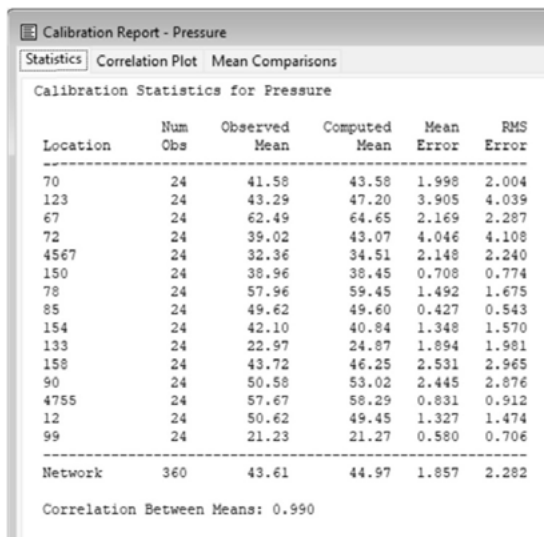 Calibration Report - Pressure
Statistics Correlation Plot Mean Comparisons
Calibration Statistics for Pressure
Num Observed Computed Mean RMS
Location Obs Mean Mean Error Error
70 24 41.58 43.58 1.998 2.004
123 24 43.29 47.20 3.905 4.039
67 24 62.49 64.65 2.169 2.287
72 24 39.02 43.07 4.046 4.108
4567 24 32.36 34.51 2.148 2.240
150 24 38.96 38.45 0.708 0.774
78 24 57.96 59.45 1.492 1.675
85 24 49.62 49.60 0.427 0.543
154 24 42.10 40.84 1.348 1.570
133 24 22.97 24.87 1.894 1.981
158 24 43.72 46.25 2.531 2.965
90 24 50.58 53.02 2.445 2.876
4755 24 57.67 58.29 0.831 0.912
12 24 50.62 49.45 1.327 1.474
99 24 21.23 21.27 0.580 0.706
Network 360 43.61 44.97 1.857 2.282
Correlation Between Means: 0.990